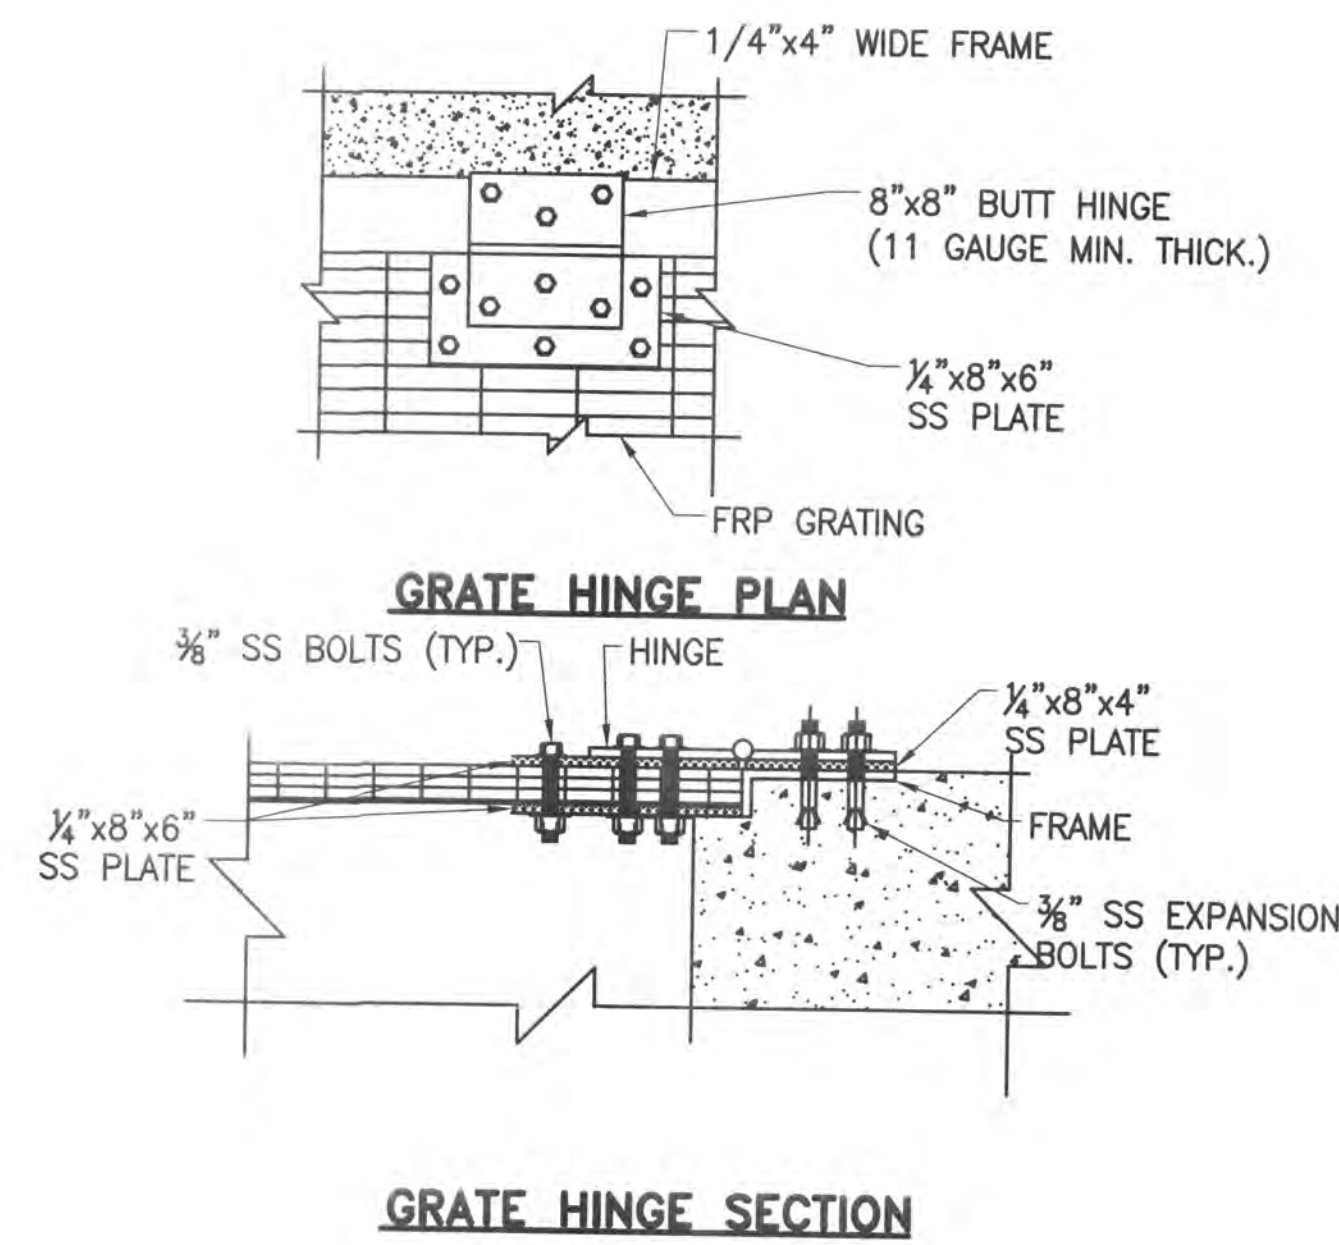 1/4"x4" WIDE FRAME
8"x8" BUTT HINGE
(11 GAUGE MIN. THICK.)
¼"x8"x6"
SS PLATE
FRP GRATING
GRATE HINGE PLAN
⅜" SS BOLTS (TYP.)
HINGE
¼"x8"x4"
SS PLATE
¼"x8"x6"
SS PLATE
FRAME
⅜" SS EXPANSION
BOLTS (TYP.)
GRATE HINGE SECTION